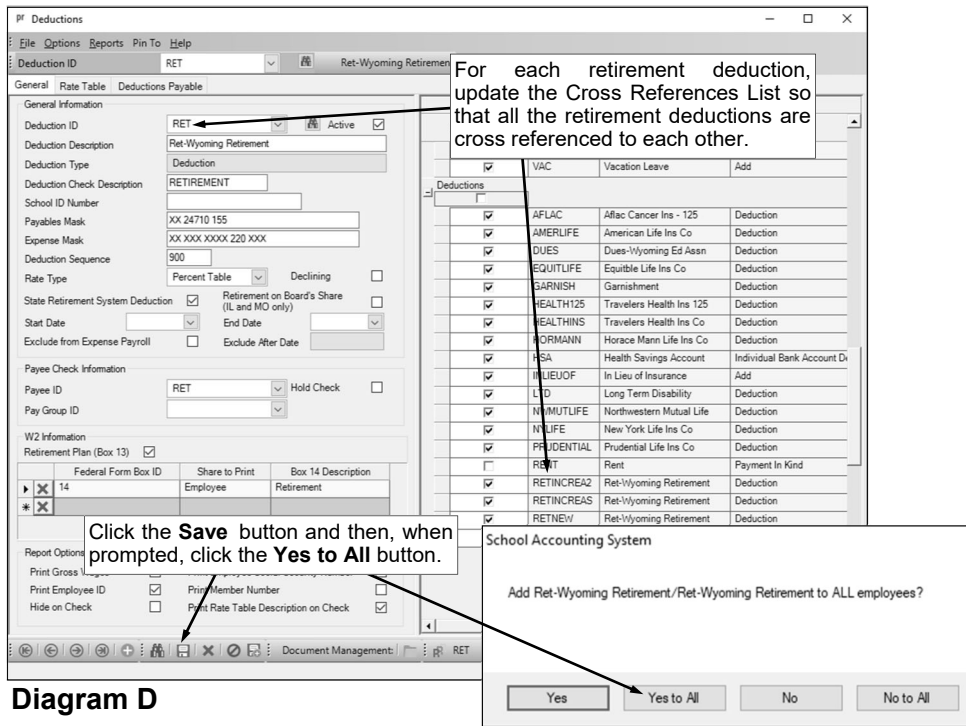 pr Deductions
File Options Reports Pin To Help
Deduction ID RET Ret-Wyoming Retiremen
For each retirement deduction,
update the Cross References List so
that all the retirement deductions are
cross referenced to each other.
General Rate Table Deductions Payable
General Information
Deduction ID RET Active
Deduction Description Ret-Wyoming Retirement
Deduction Type Deduction
Deduction Check Description RETIREMENT
School ID Number
Payables Mask XX 24710 155
Expense Mask XX XXX XXXX 220 XXX
Deduction Sequence 900
Rate Type Percent Table Declining
State Retirement System Deduction Retirement on Board's Share
(IL and MO only)
Start Date End Date
Exclude from Expense Payroll Exclude After Date
Payee Check Information
Payee ID RET Hold Check
Pay Group ID
W2 Information
Retirement Plan (Box 13)
Federal Form Box ID Share to Print Box 14 Description
14 Employee Retirement
VAC Vacation Leave Add
Deductions
AFLAC Aflac Cancer Ins - 125 Deduction
AMERLIFE American Life Ins Co Deduction
DUES Dues-Wyoming Ed Assn Deduction
EQUITLIFE Equitble Life Ins Co Deduction
GARNISH Garnishment Deduction
HEALTH125 Travelers Health Ins 125 Deduction
HEALTHINS Travelers Health Ins Co Deduction
HORMANN Horace Mann Life Ins Co Deduction
HSA Health Savings Account Individual Bank Account De
INLIEUOF In Lieu of Insurance Add
LTD Long Term Disability Deduction
NWMUTLIFE Northwestern Mutual Life Deduction
NYLIFE New York Life Ins Co Deduction
PRUDENTIAL Prudential Life Ins Co Deduction
RENT Rent Payment In Kind
RETINCREA2 Ret-Wyoming Retirement Deduction
RETINCREAS Ret-Wyoming Retirement Deduction
RETNEW Ret-Wyoming Retirement Deduction
Click the Save button and then, when
prompted, click the Yes to All button.
Report Options
Print Gross Wages
Print Employee ID Print Member Number
Hide on Check Print Rate Table Description on Check
Document Management: RET
School Accounting System
Add Ret-Wyoming Retirement/Ret-Wyoming Retirement to ALL employees?
Yes Yes to All No No to All
Diagram D